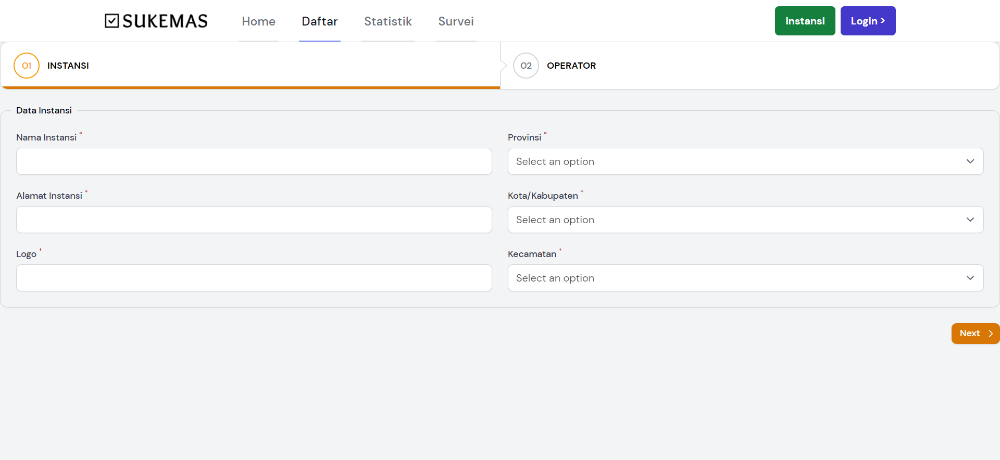 SUKEMAS
Home
Daftar
Statistik
Survei
Instansi
Login >
01
INSTANSI
02
OPERATOR
Data Instansi
Nama Instansi *
Provinsi *
Select an option
Alamat Instansi *
Kota/Kabupaten *
Select an option
Logo *
Kecamatan *
Select an option
Next